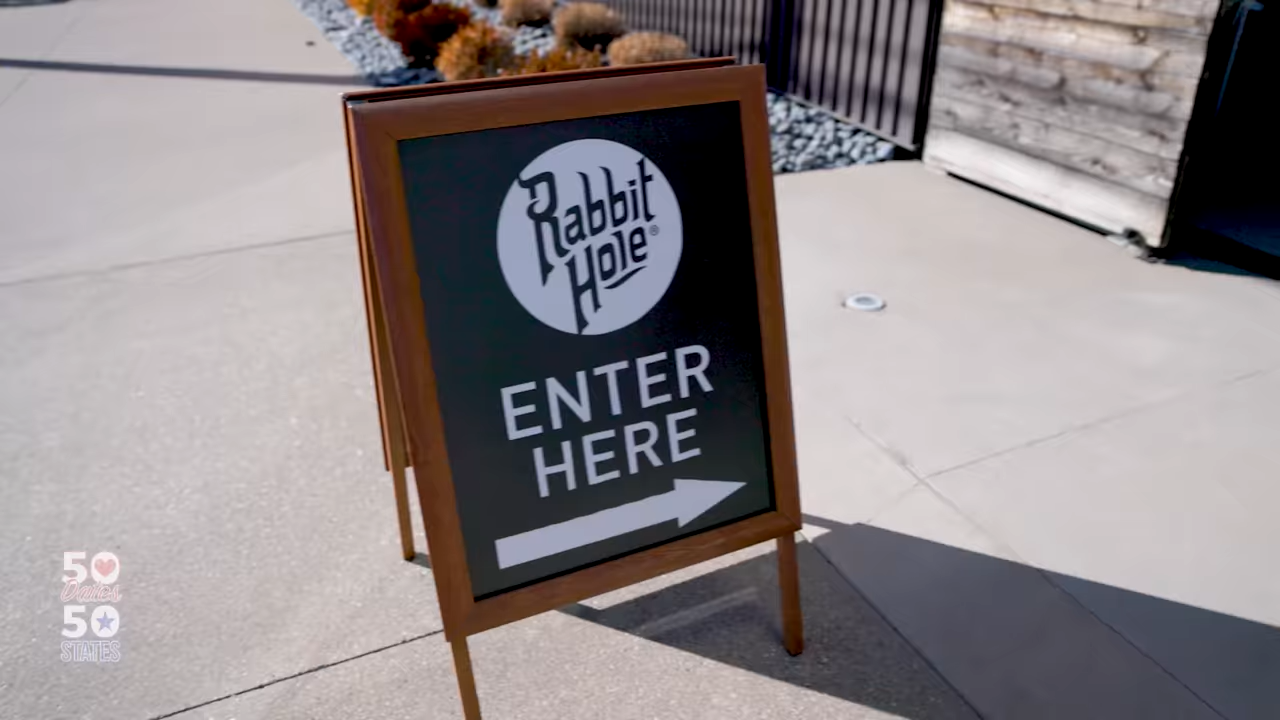 Rabbit
Hole®
ENTER
HERE
50
Dates
50
STATES